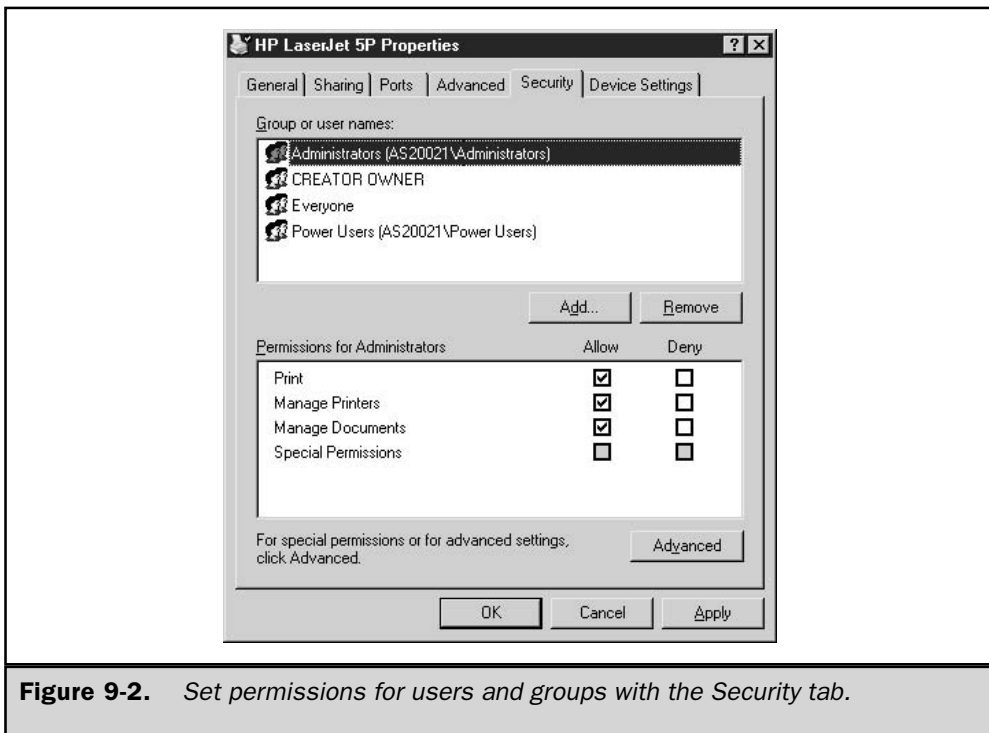 HP LaserJet 5P Properties
General Sharing Ports Advanced Security Device Settings
Group or user names:
Administrators (AS20021\Administrators)
CREATOR OWNER
Everyone
Power Users (AS20021\Power Users)
Add... Remove
Permissions for Administrators Allow Deny
Print
Manage Printers
Manage Documents
Special Permissions
For special permissions or for advanced settings,
click Advanced.
Advanced
OK Cancel Apply
Figure 9-2. Set permissions for users and groups with the Security tab.